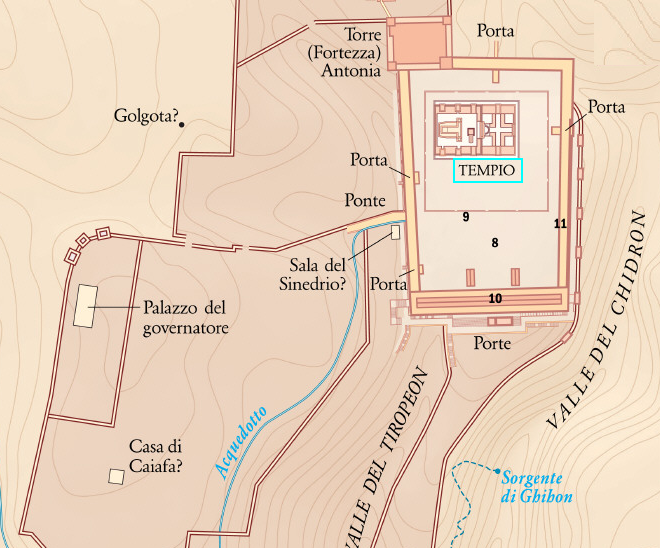 Torre
(Fortezza)
Antonia
Porta
Porta
Golgota?
Porta
TEMPIO
Ponte
9
11
8
Sala del
Sinedrio?
Porta
10
Palazzo del
governatore
Porte
VALLE DEL CHIDRON
VALLE DEL TIROPEON
Acquedotto
Casa di
Caiafa?
Sorgente
di Ghihon